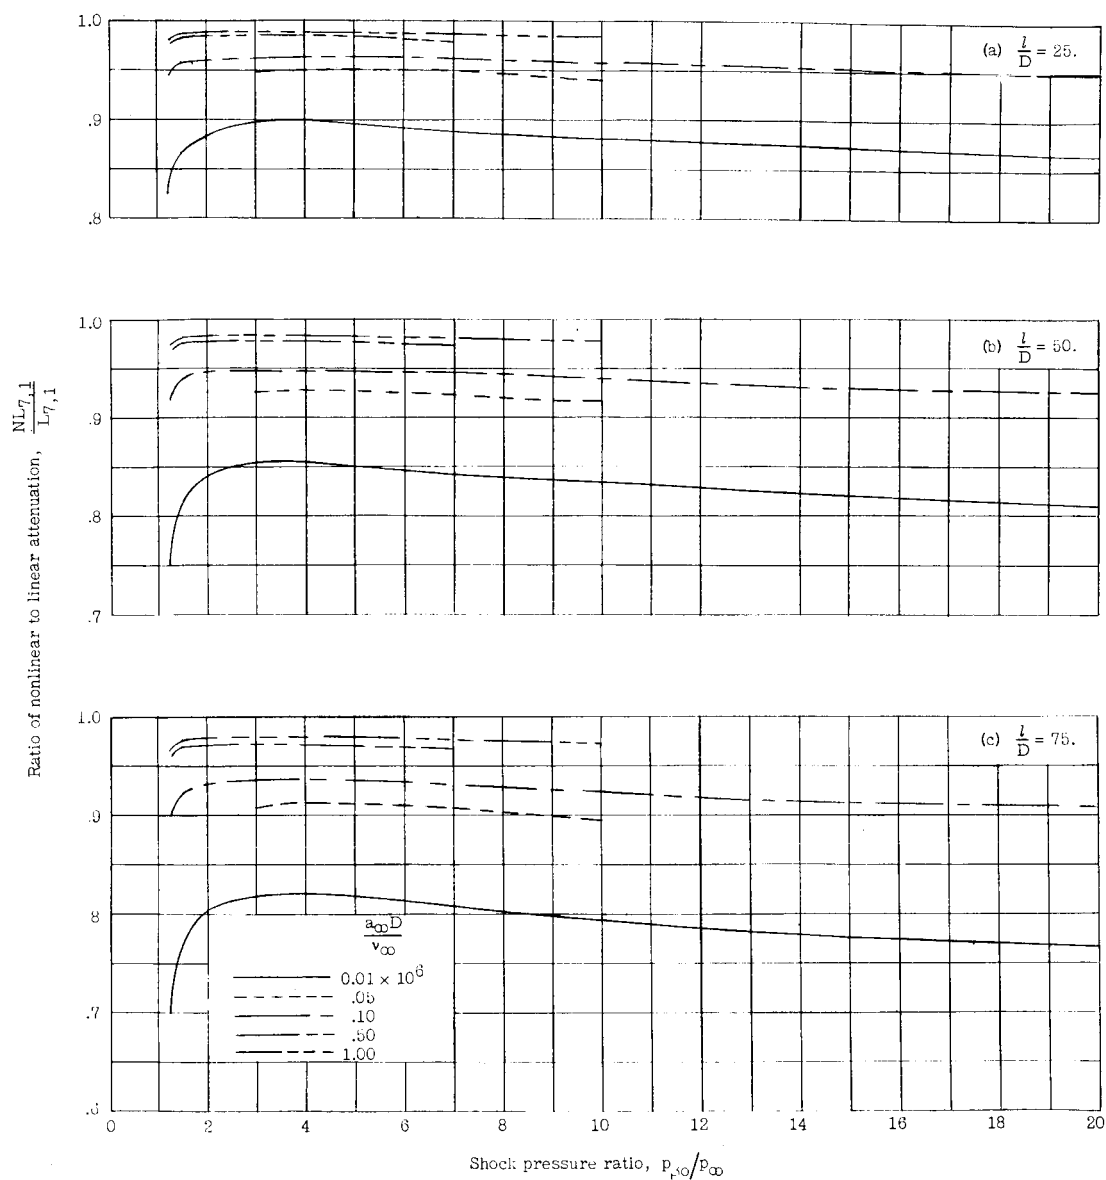 1.0
.9
.8
(a) l/D = 25.
1.0
.9
.8
.7
(b) l/D = 50.
1.0
.9
.8
.7
.6
(c) l/D = 75.
a∞D
ν∞
0.01 × 10⁶
.05
.10
.50
1.00
0 2 4 6 8 10 12 14 16 18 20
Shock pressure ratio, p /p∞
Ratio of nonlinear to linear attenuation, NL7,1/L7,1